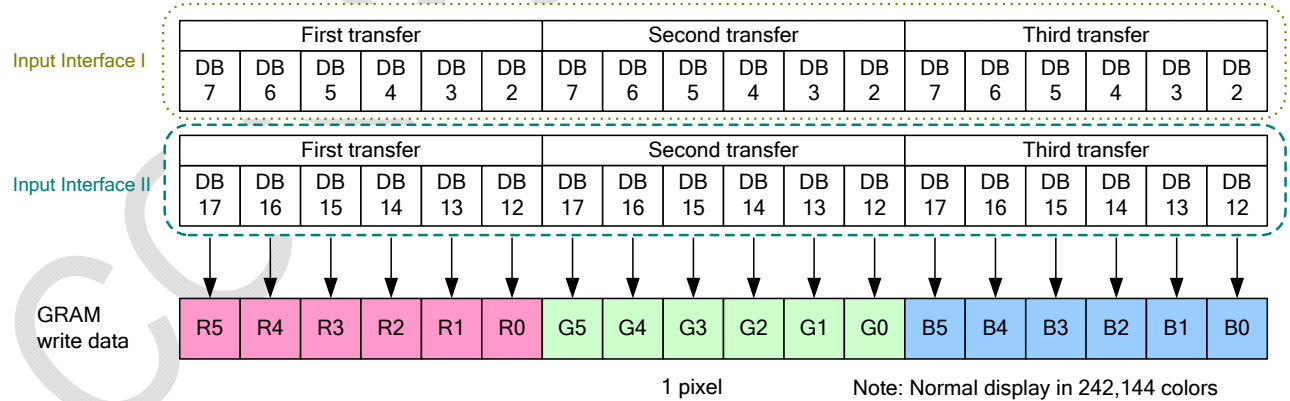 First transfer Second transfer Third transfer
Input Interface I
DB DB DB DB DB DB DB DB DB DB DB DB DB DB DB DB DB DB
7 6 5 4 3 2 7 6 5 4 3 2 7 6 5 4 3 2
First transfer Second transfer Third transfer
Input Interface II
DB DB DB DB DB DB DB DB DB DB DB DB DB DB DB DB DB DB
17 16 15 14 13 12 17 16 15 14 13 12 17 16 15 14 13 12
GRAM
write data
R5 R4 R3 R2 R1 R0 G5 G4 G3 G2 G1 G0 B5 B4 B3 B2 B1 B0
1 pixel Note: Normal display in 242,144 colors